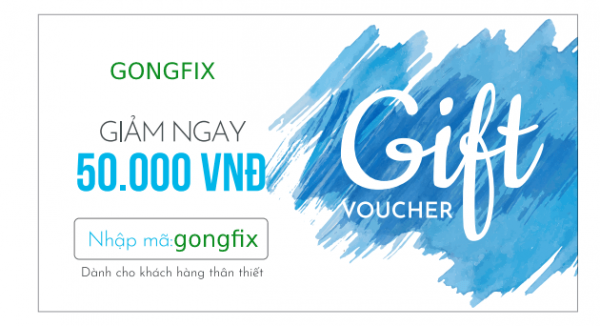 GONGFIX
GIẢM NGAY
50.000 VNĐ
Nhập mã:gongfix
Dành cho khách hàng thân thiết
Gift
VOUCHER